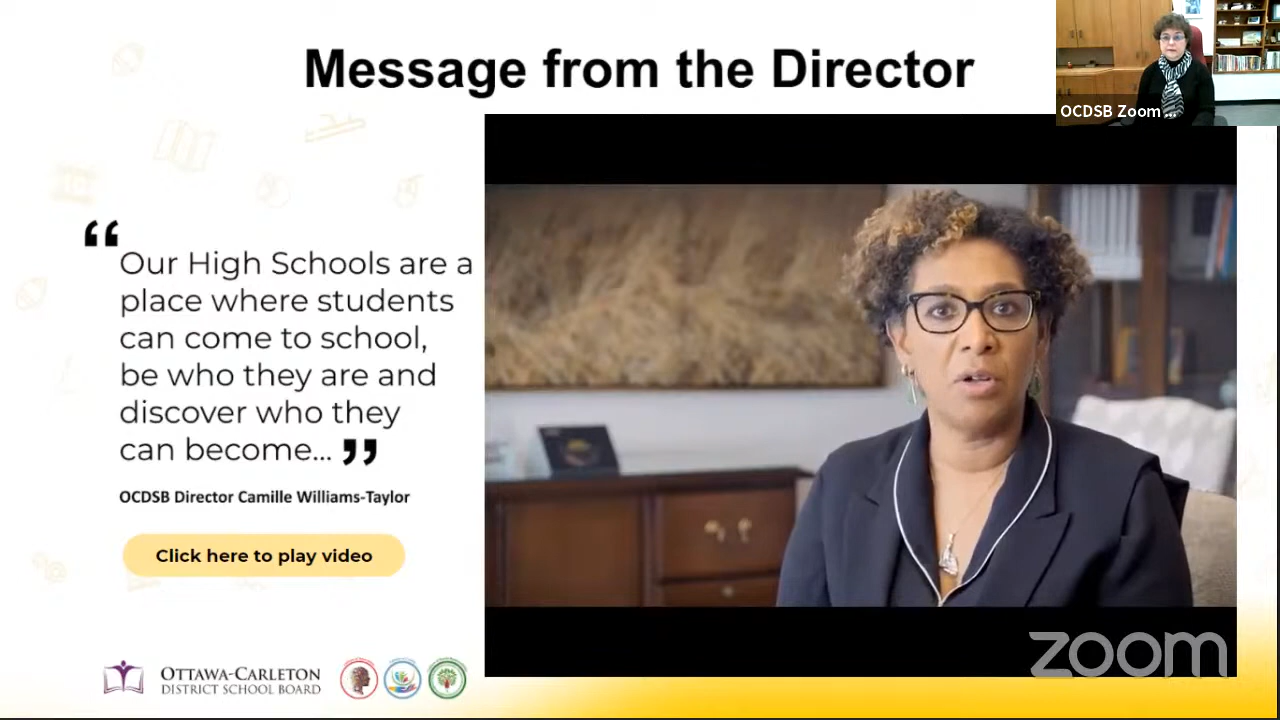 Message from the Director
OCDSB Zoom ...
“
Our High Schools are a
place where students
can come to school,
be who they are and
discover who they
can become... ”
OCDSB Director Camille Williams-Taylor
Click here to play video
OTTAWA-CARLETON
DISTRICT SCHOOL BOARD
zoom